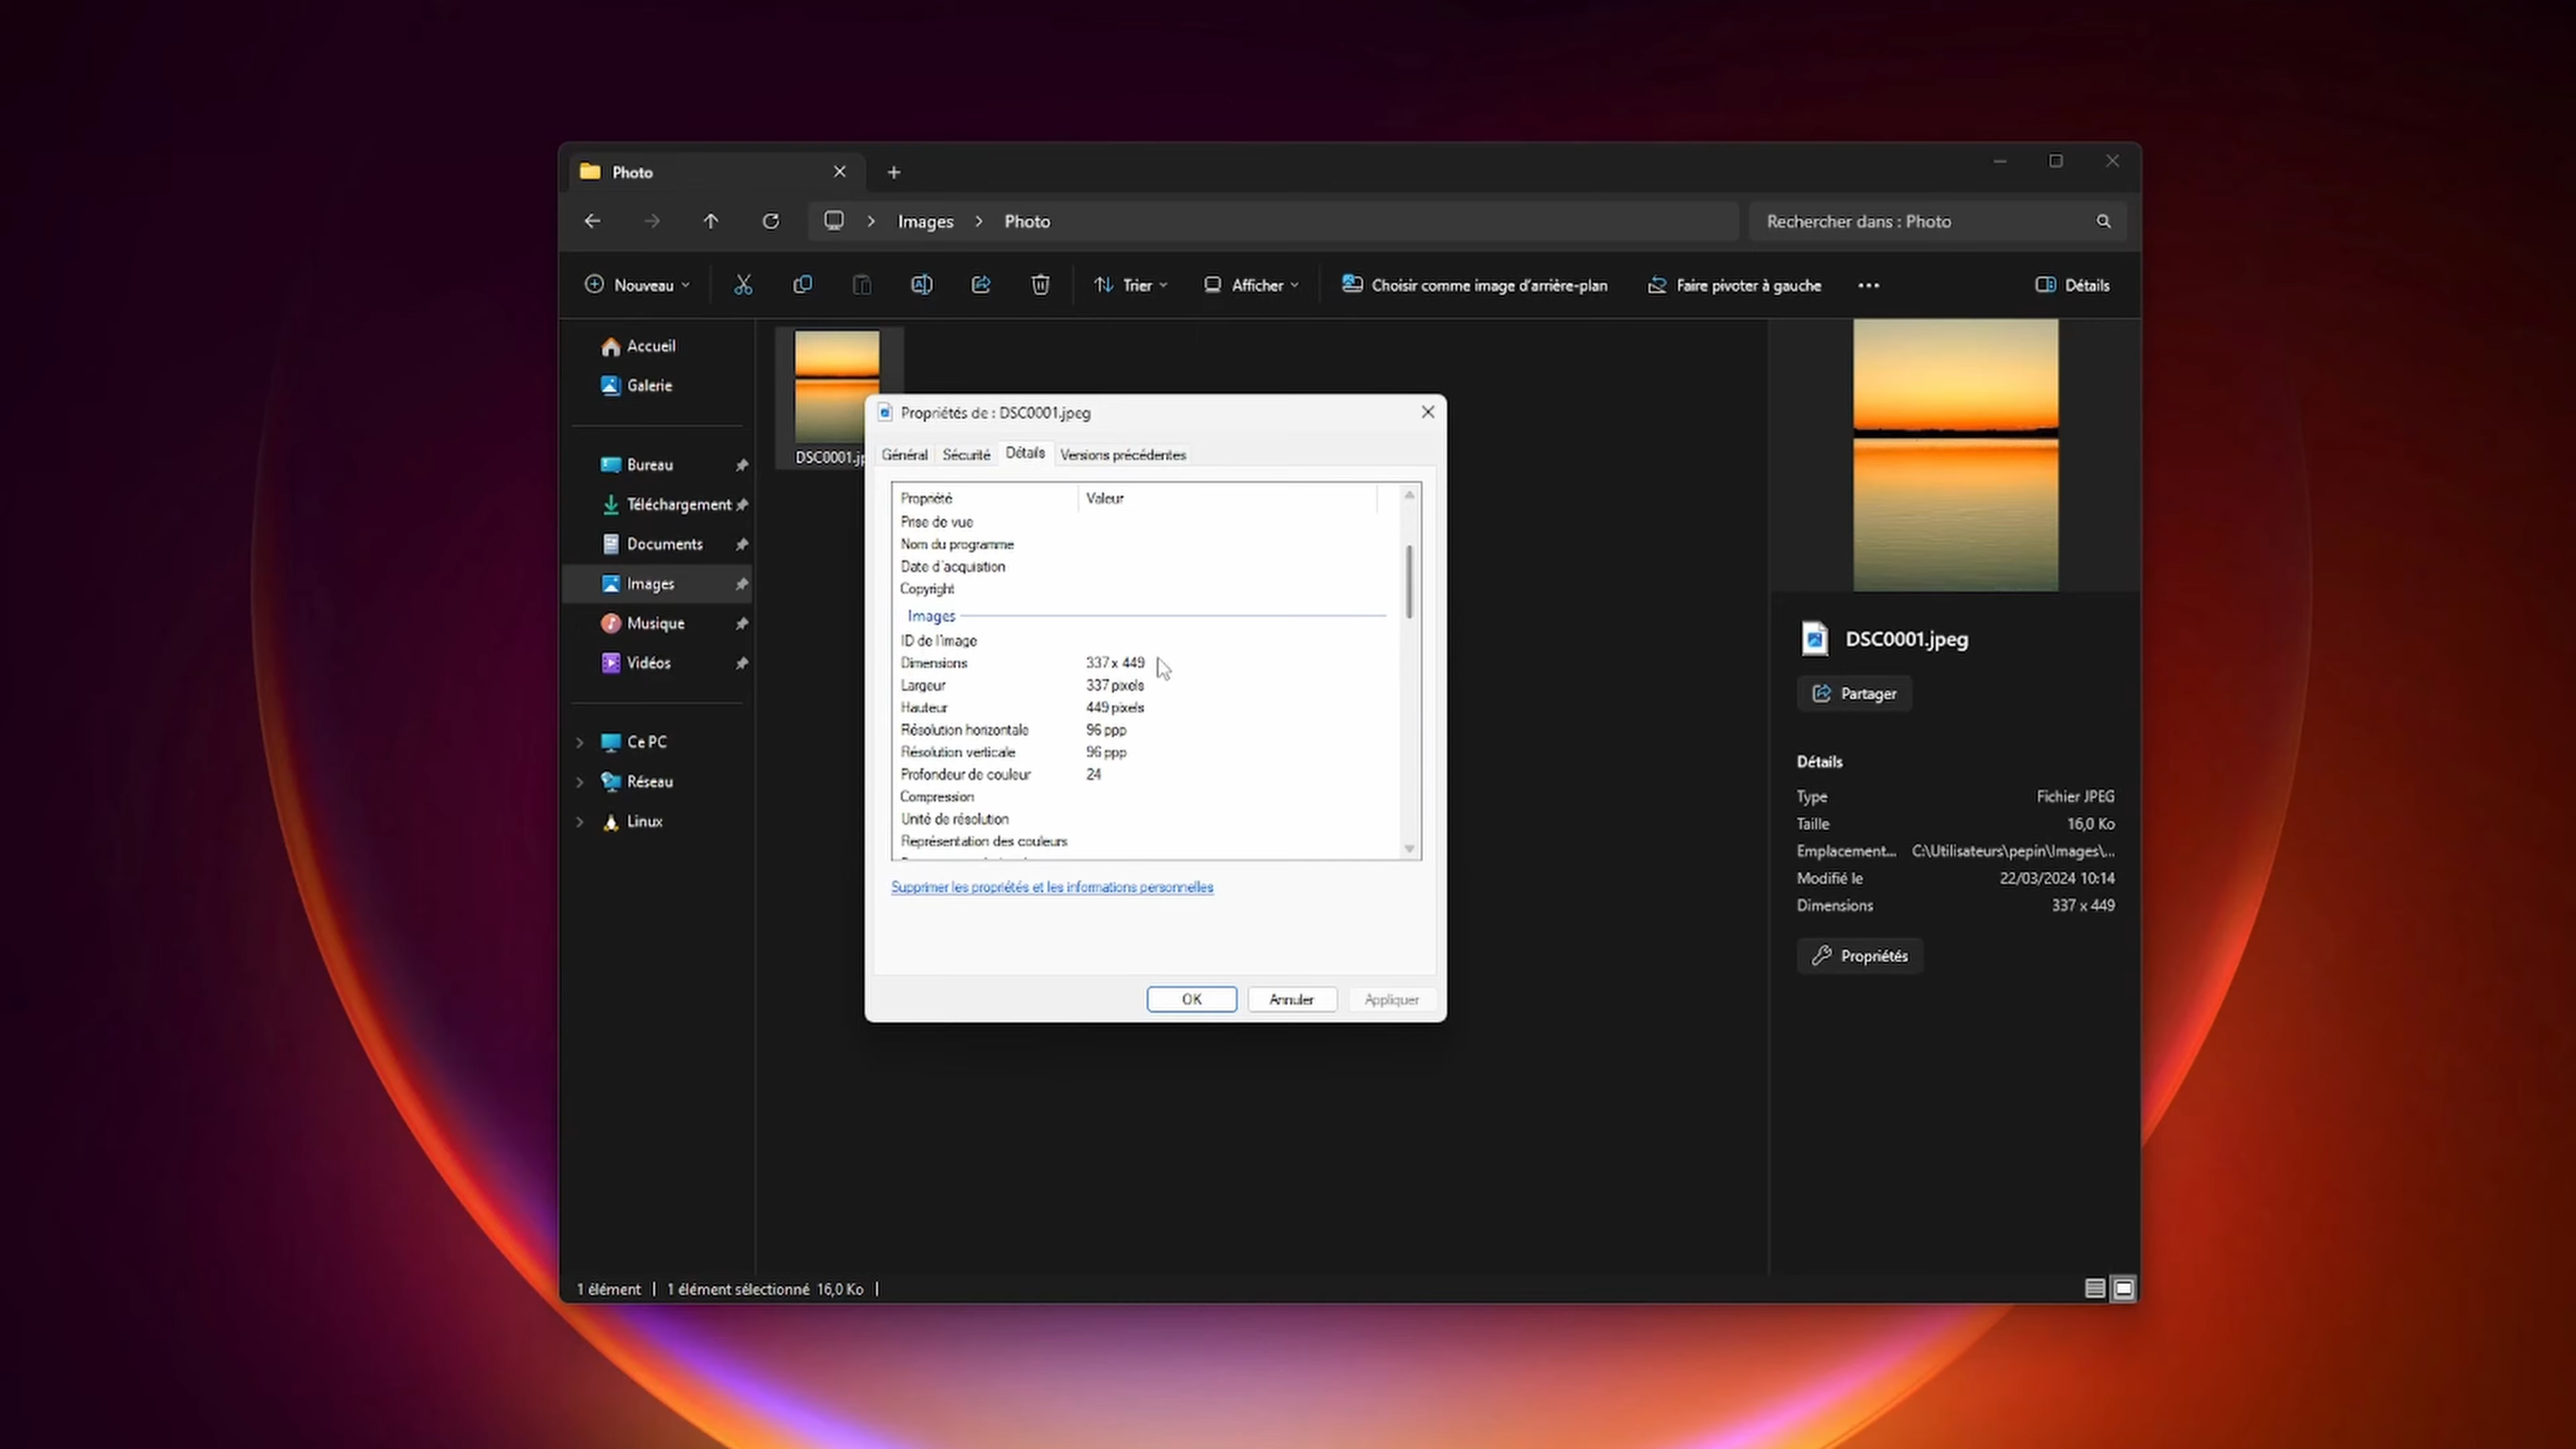 Photo
Images
Photo
Rechercher dans : Photo
Nouveau
Trier
Afficher
Choisir comme image d'arrière-plan
Faire pivoter à gauche
Détails
Accueil
Galerie
Bureau
Téléchargement
Documents
Images
Musique
Vidéos
Ce PC
Réseau
Linux
DSC0001.jp
Propriétés de : DSC0001.jpeg
Général Sécurité Détails Versions précédentes
Propriété Valeur
Prise de vue
Nom du programme
Date d'acquisition
Copyright
Images
ID de l'image
Dimensions 337 x 449
Largeur 337 pixels
Hauteur 449 pixels
Résolution horizontale 96 ppp
Résolution verticale 96 ppp
Profondeur de couleur 24
Compression
Unité de résolution
Représentation des couleurs
Supprimer les propriétés et les informations personnelles
OK Annuler Appliquer
DSC0001.jpeg
Partager
Détails
Type Fichier JPEG
Taille 16,0 Ko
Emplacement... C:\Utilisateurs\pepin\Images\...
Modifié le 22/03/2024 10:14
Dimensions 337 x 449
Propriétés
1 élément 1 élément sélectionné 16,0 Ko